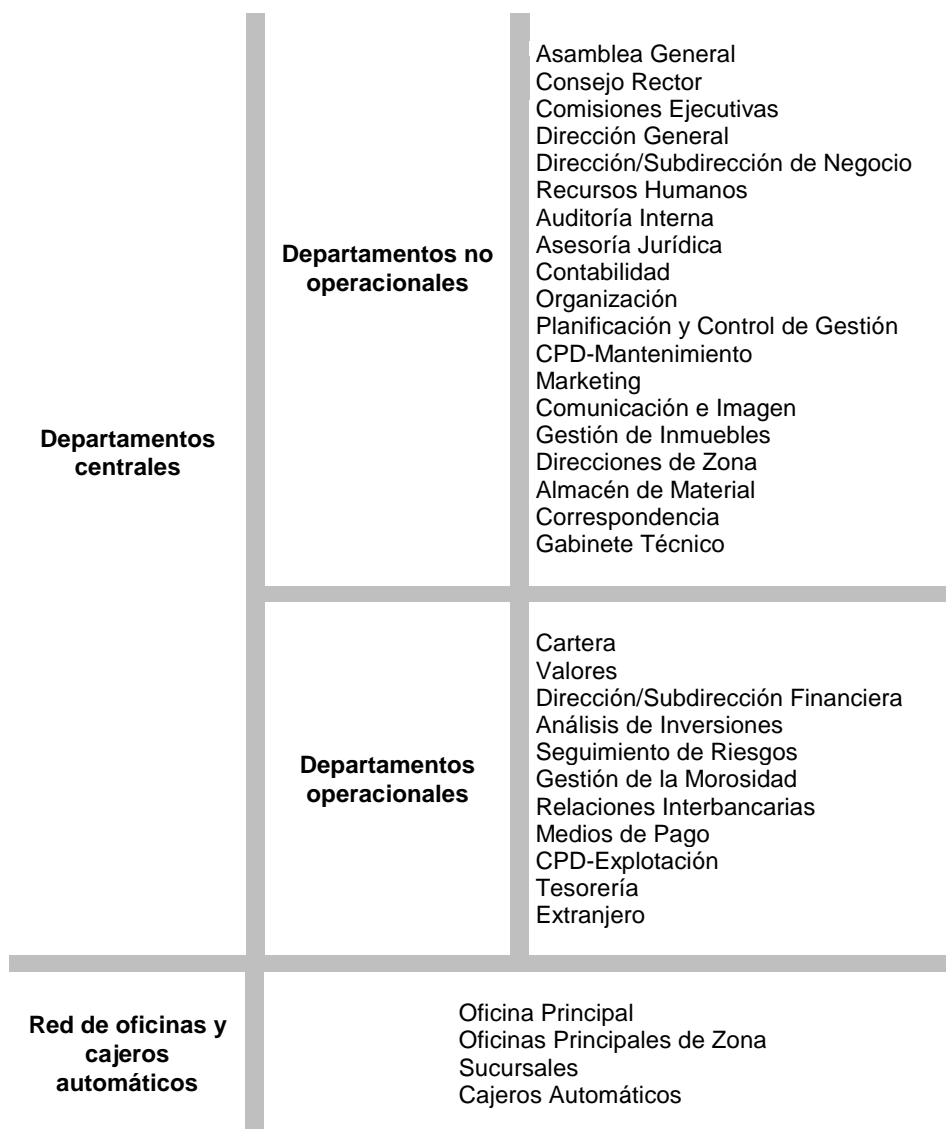 Departamentos
centrales
Departamentos no
operacionales
Asamblea General
Consejo Rector
Comisiones Ejecutivas
Dirección General
Dirección/Subdirección de Negocio
Recursos Humanos
Auditoría Interna
Asesoría Jurídica
Contabilidad
Organización
Planificación y Control de Gestión
CPD-Mantenimiento
Marketing
Comunicación e Imagen
Gestión de Inmuebles
Direcciones de Zona
Almacén de Material
Correspondencia
Gabinete Técnico
Departamentos
operacionales
Cartera
Valores
Dirección/Subdirección Financiera
Análisis de Inversiones
Seguimiento de Riesgos
Gestión de la Morosidad
Relaciones Interbancarias
Medios de Pago
CPD-Explotación
Tesorería
Extranjero
Red de oficinas y
cajeros
automáticos
Oficina Principal
Oficinas Principales de Zona
Sucursales
Cajeros Automáticos